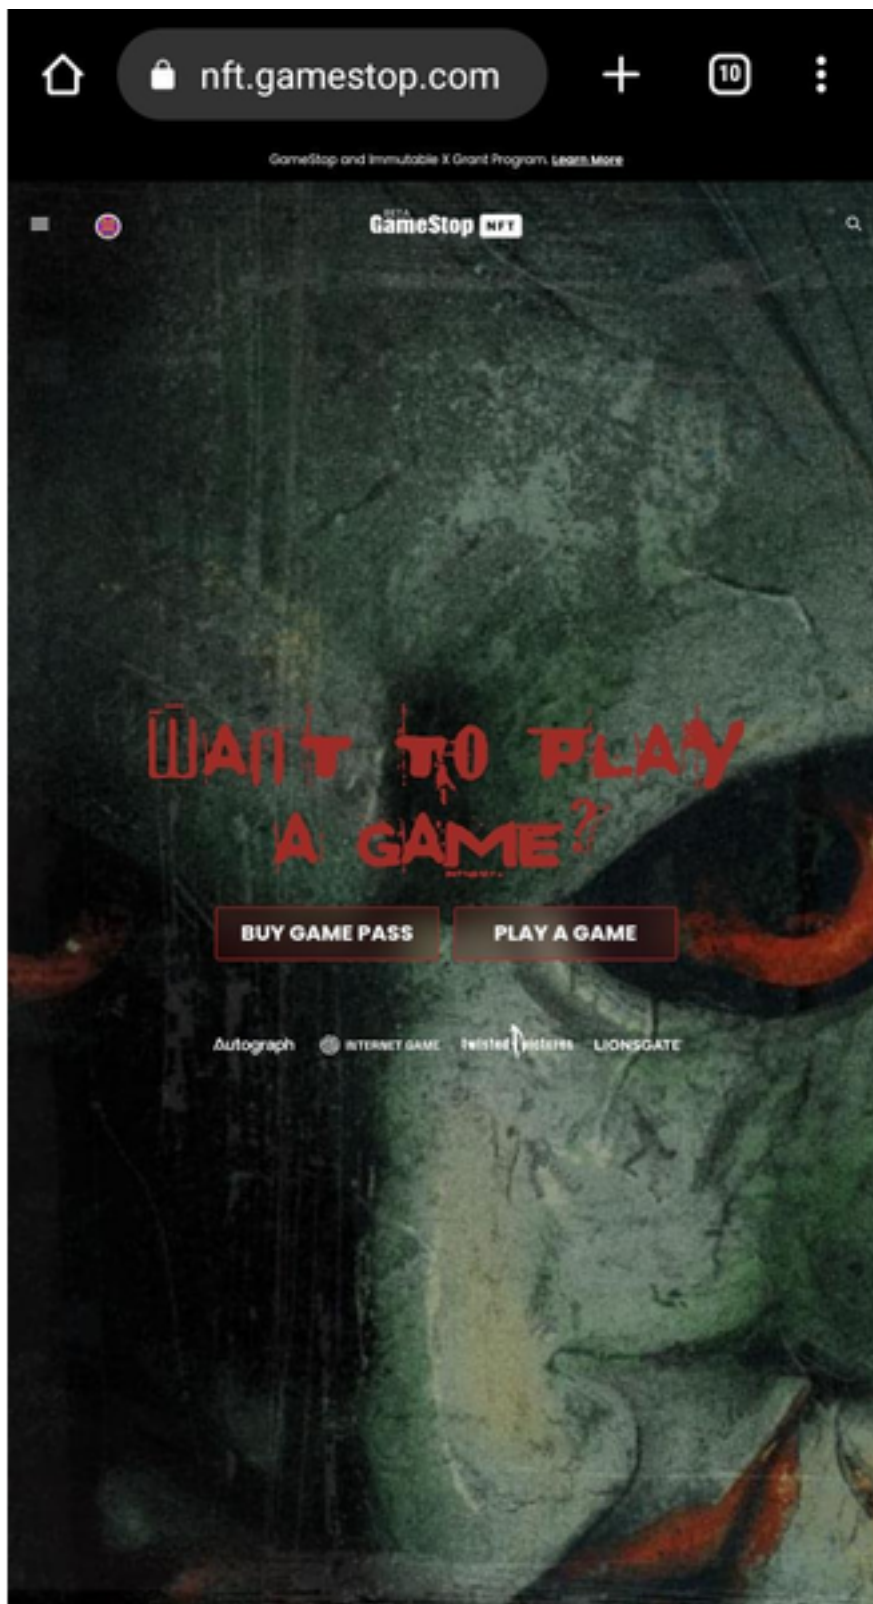 nft.gamestop.com
10
GameStop and Immutable X Grant Program. Learn More
BETA
GameStop NFT
WANT TO PLAY
A GAME?
BUY GAME PASS PLAY A GAME
Autograph INTERNET GAME twisted pictures LIONSGATE